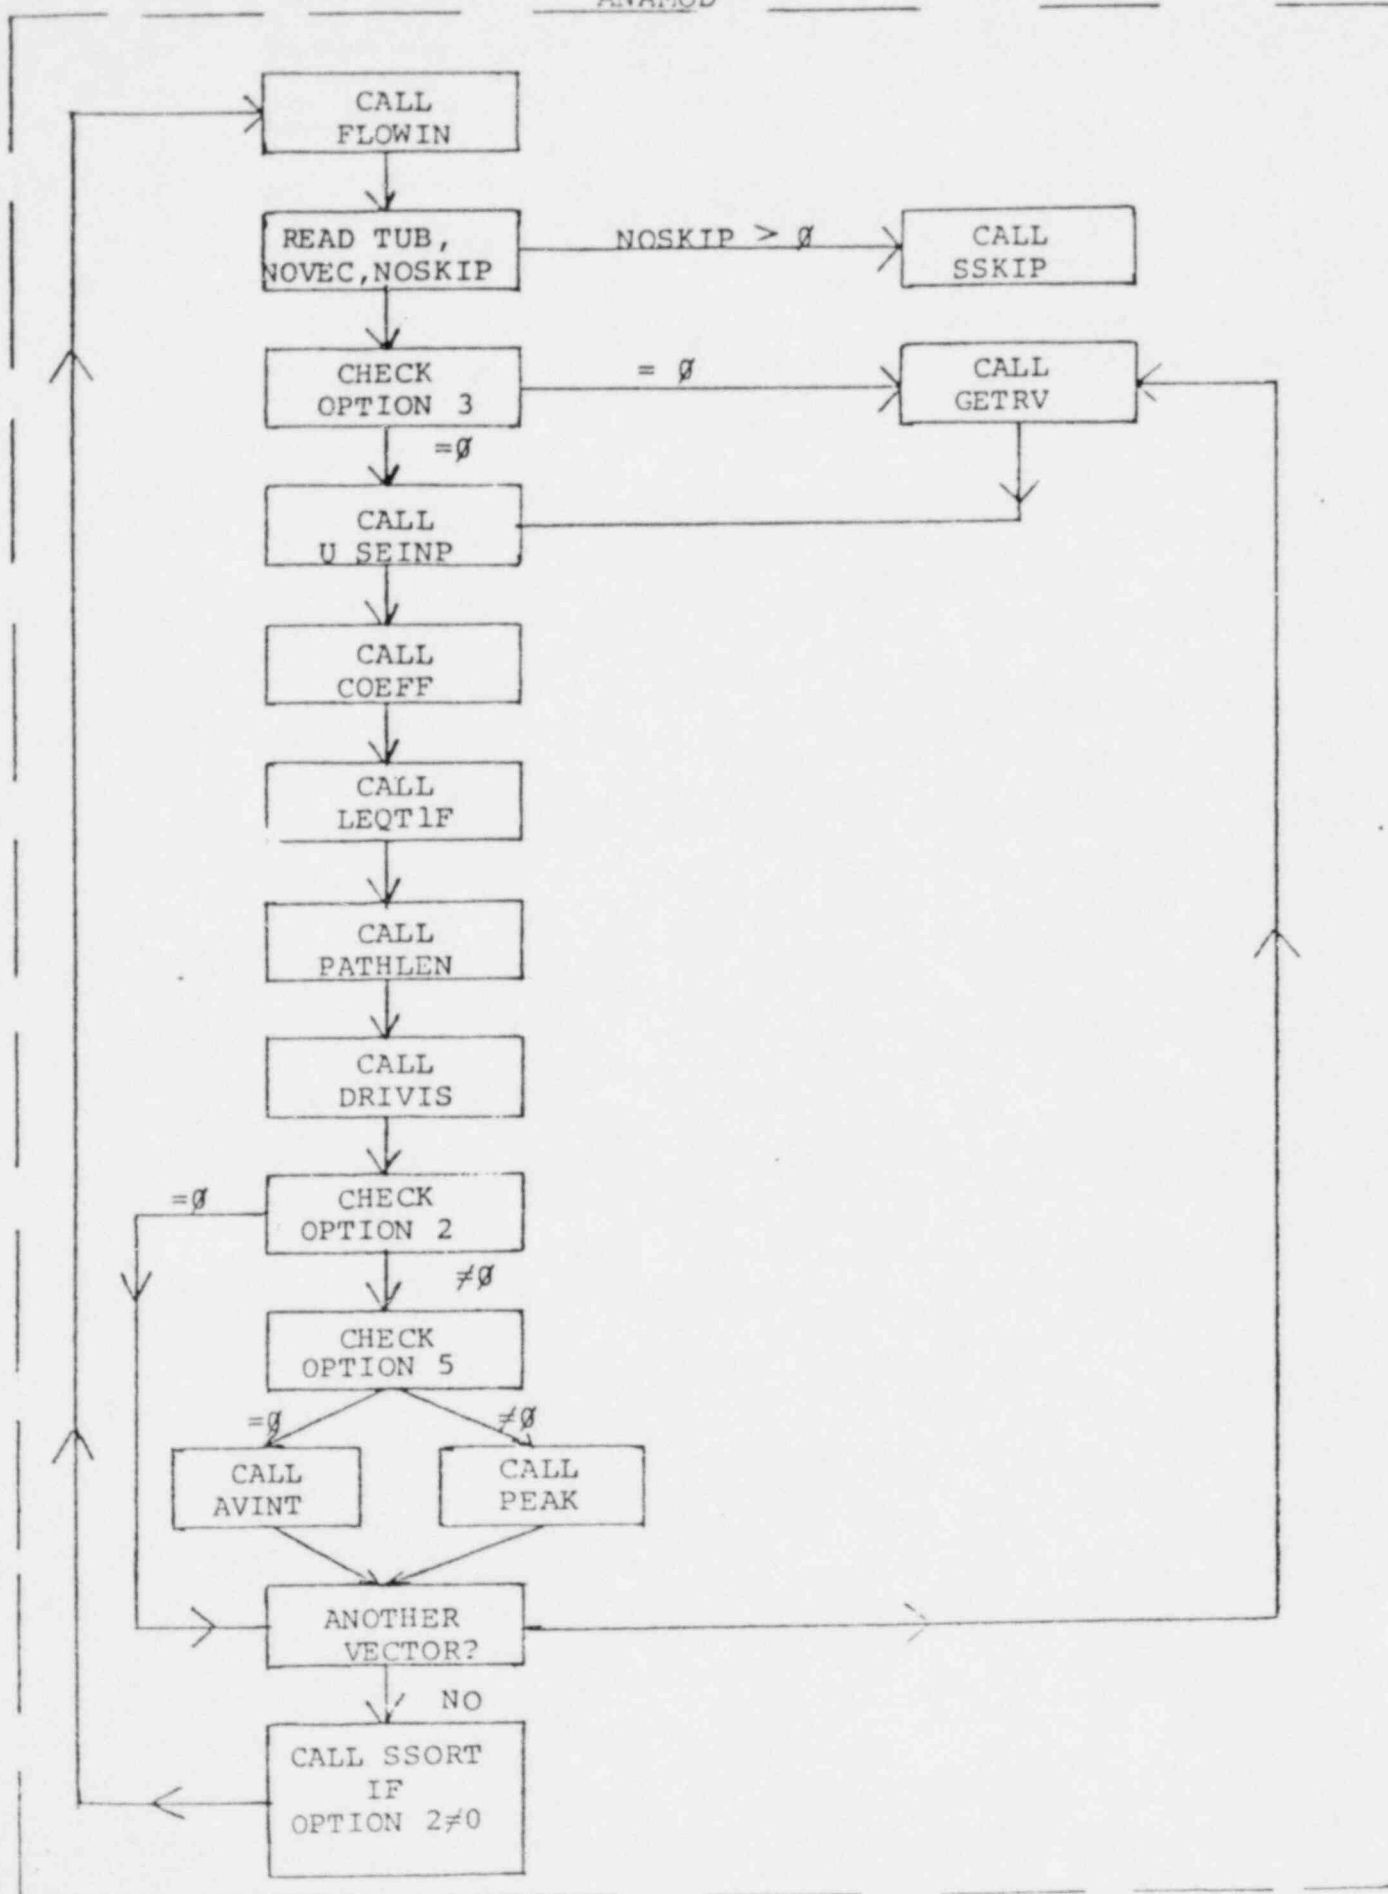 ANAMOD
CALL
FLOWIN
READ TUB,
NOVEC,NOSKIP
NOSKIP > Ø
CALL
SSKIP
CHECK
OPTION 3
= Ø
CALL
GETRV
=Ø
CALL
U SEINP
CALL
COEFF
CALL
LEQT1F
CALL
PATHLEN
CALL
DRIVIS
=Ø
CHECK
OPTION 2
≠Ø
CHECK
OPTION 5
=Ø
≠Ø
CALL
AVINT
CALL
PEAK
ANOTHER
VECTOR?
NO
CALL SSORT
IF
OPTION 2≠0